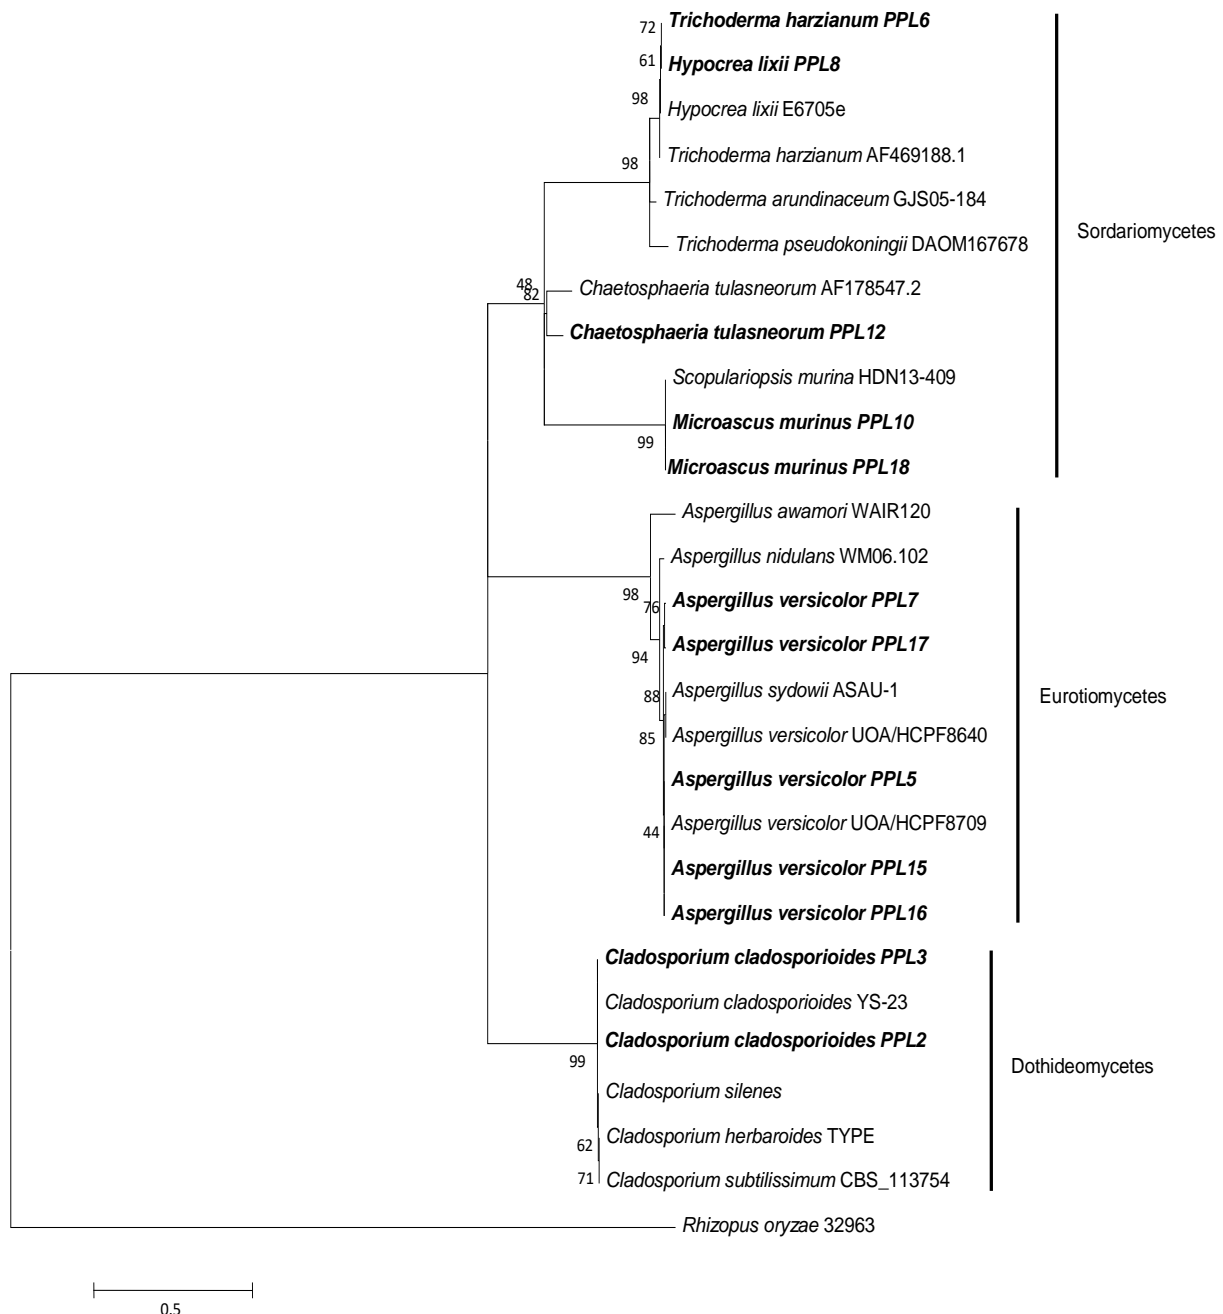 72
Trichoderma harzianum PPL6
61
Hypocrea lixii PPL8
98
Hypocrea lixii E6705e
Trichoderma harzianum AF469188.1
98
Trichoderma arundinaceum GJS05-184
Sordariomycetes
Trichoderma pseudokoningii DAOM167678
48
82
Chaetosphaeria tulasneorum AF178547.2
Chaetosphaeria tulasneorum PPL12
Scopulariopsis murina HDN13-409
Microascus murinus PPL10
99
Microascus murinus PPL18
Aspergillus awamori WAIR120
Aspergillus nidulans WM06.102
98
76
Aspergillus versicolor PPL7
Aspergillus versicolor PPL17
94
88
Aspergillus sydowii ASAU-1
Eurotiomycetes
85
Aspergillus versicolor UOA/HCPF8640
Aspergillus versicolor PPL5
44
Aspergillus versicolor UOA/HCPF8709
Aspergillus versicolor PPL15
Aspergillus versicolor PPL16
Cladosporium cladosporioides PPL3
Cladosporium cladosporioides YS-23
Cladosporium cladosporioides PPL2
99
Dothideomycetes
Cladosporium silenes
62
Cladosporium herbaroides TYPE
71
Cladosporium subtilissimum CBS_113754
Rhizopus oryzae 32963
0.5